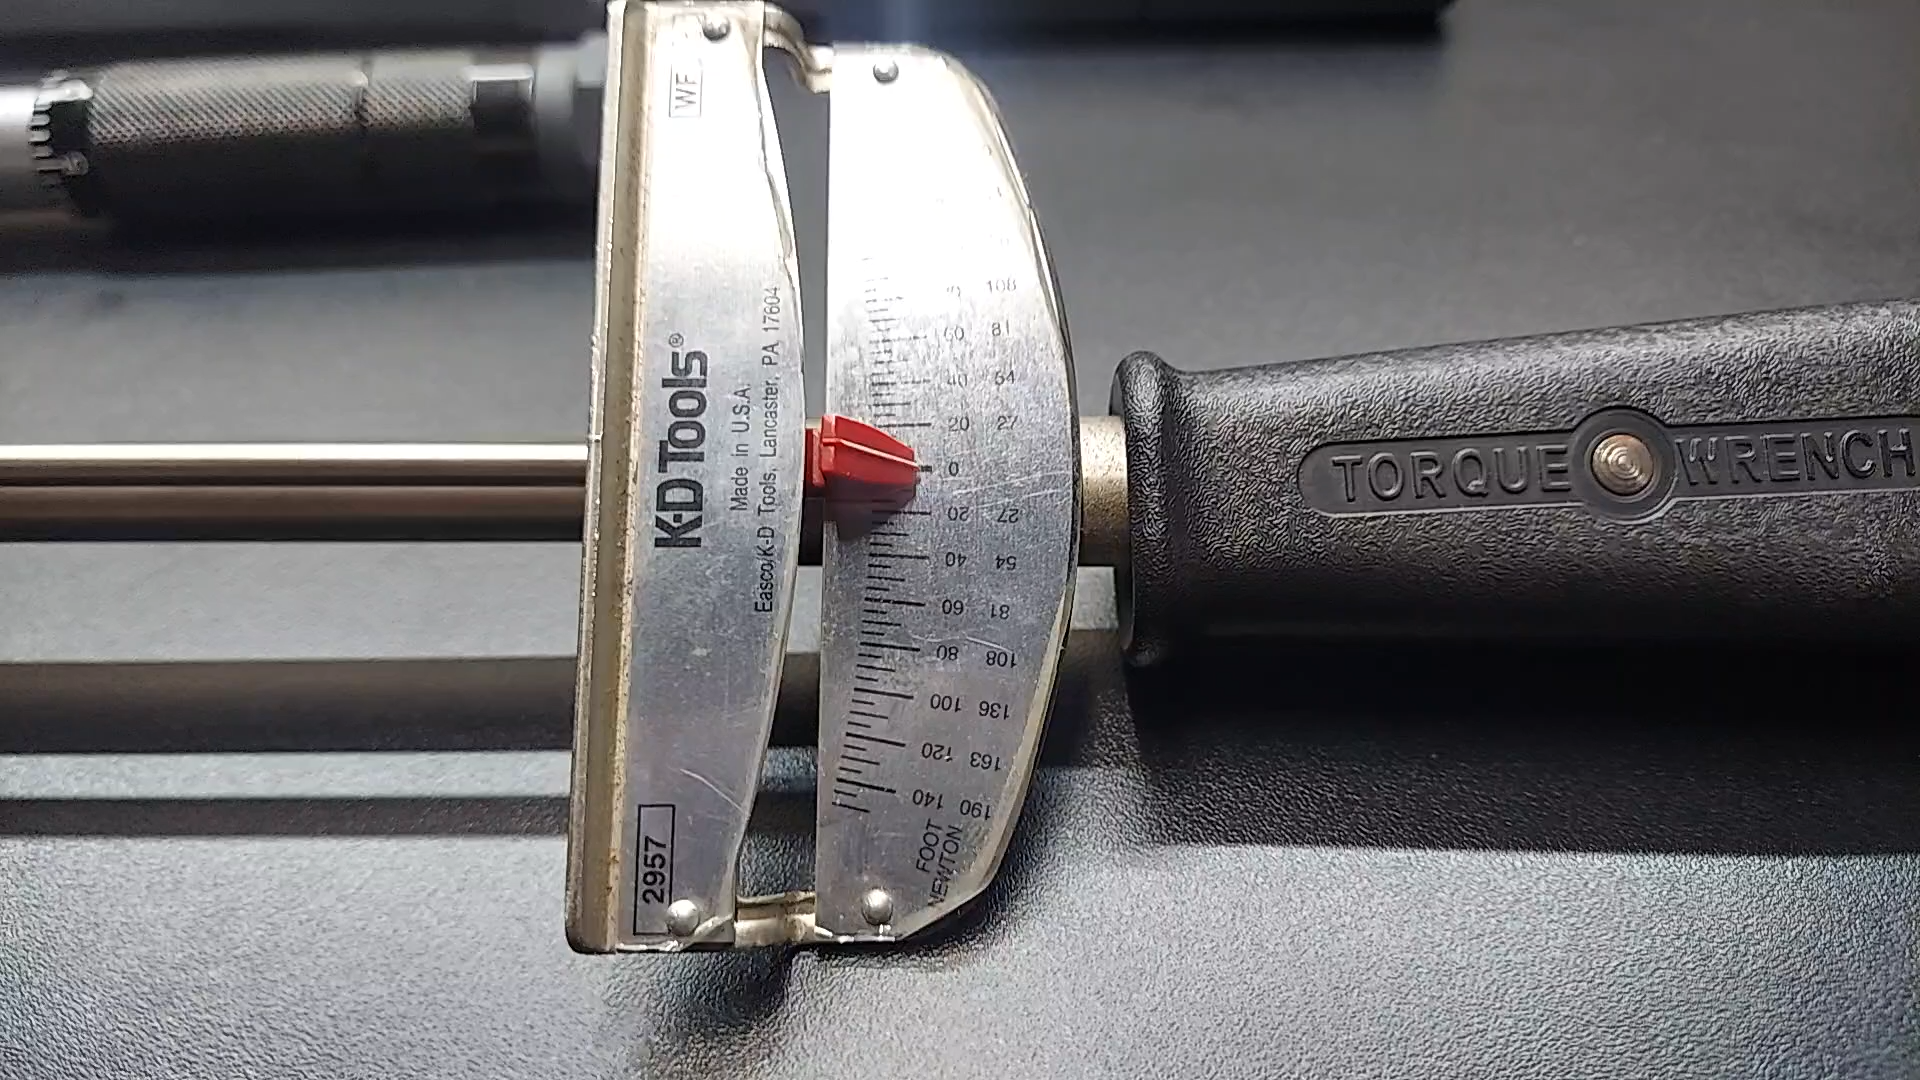 WF
K-D Tools®
Made in U.S.A.
Easco/K-D Tools, Lancaster, PA 17604
2957
108
60 81
40 54
20 27
0
20 27
40 54
60 81
80 108
100 136
120 163
140 190
FOOT
NEWTON
TORQUE WRENCH